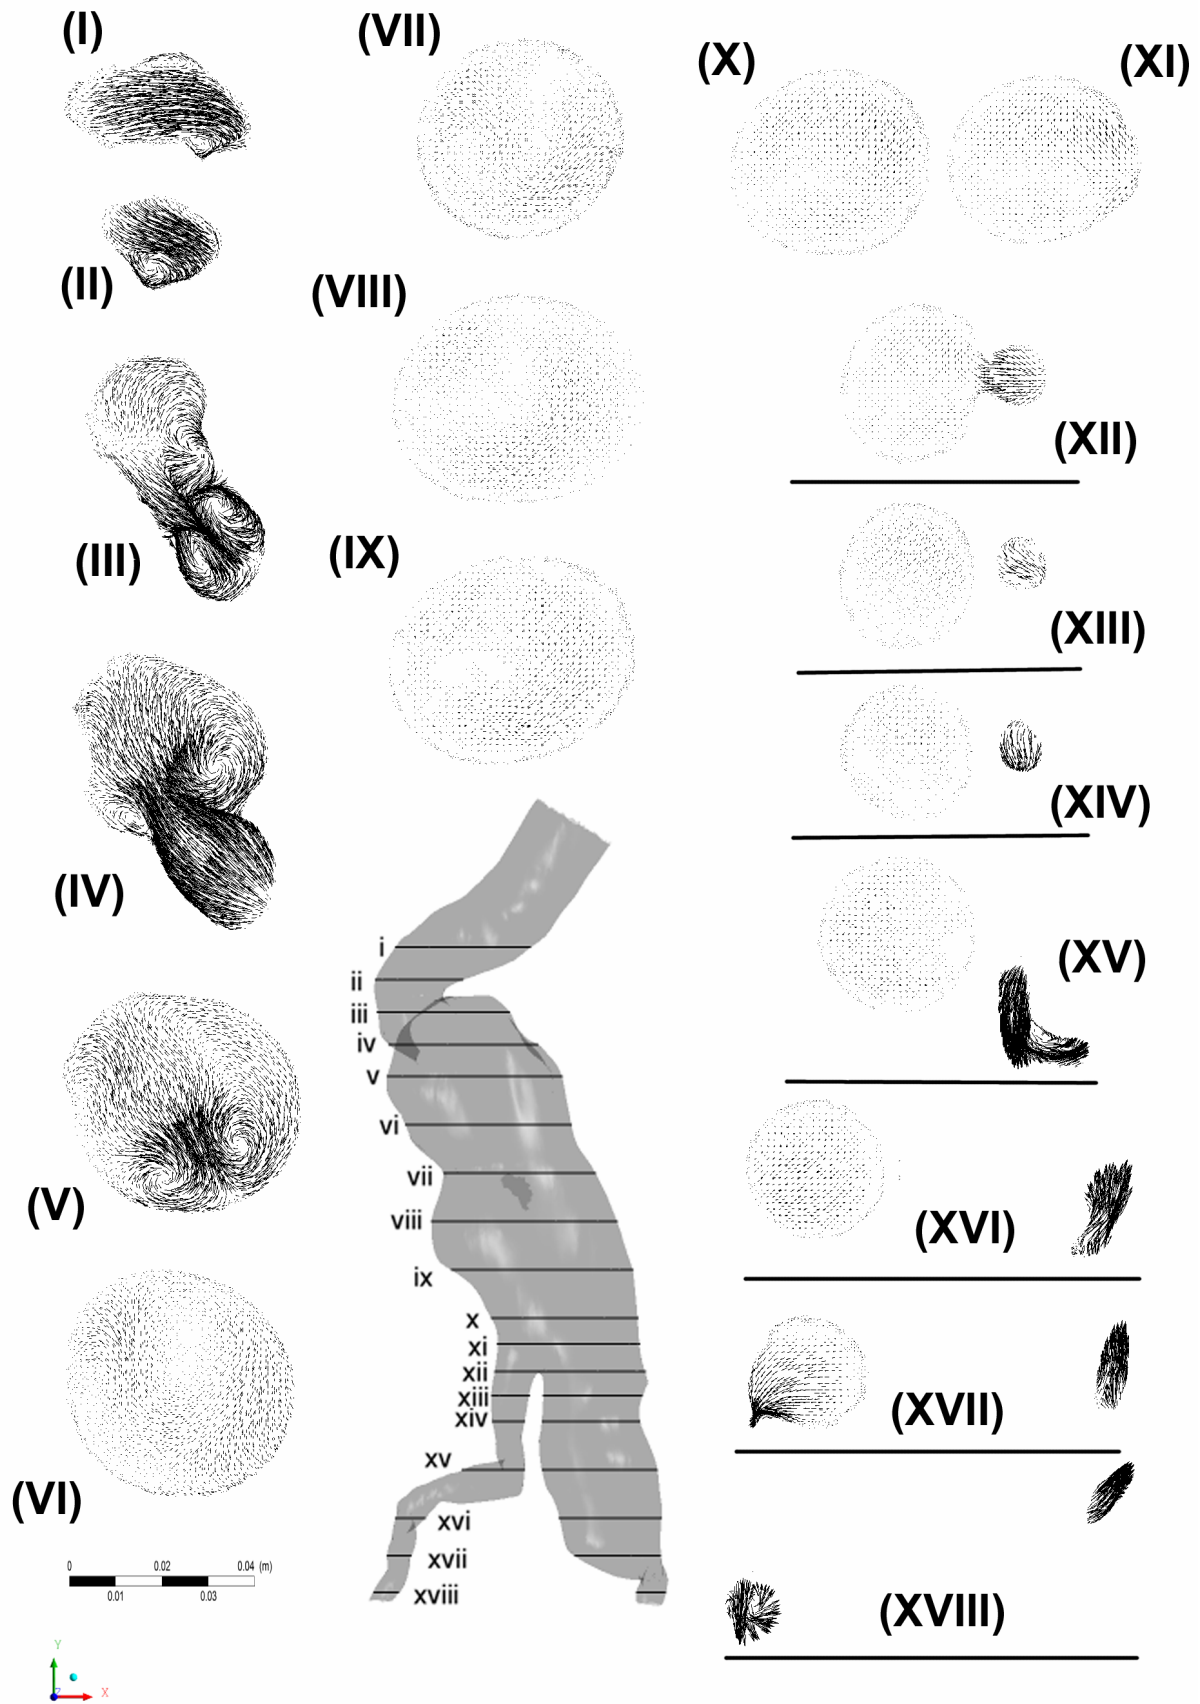 (I)
(II)
(III)
(IV)
(V)
(VI)
0 0.02 0.04 (m)
0.01 0.03
Y
Z X
(VII)
(VIII)
(IX)
i
ii
iii
iv
v
vi
vii
viii
ix
x
xi
xii
xiii
xiv
xv
xvi
xvii
xviii
(X)
(XI)
(XII)
(XIII)
(XIV)
(XV)
(XVI)
(XVII)
(XVIII)